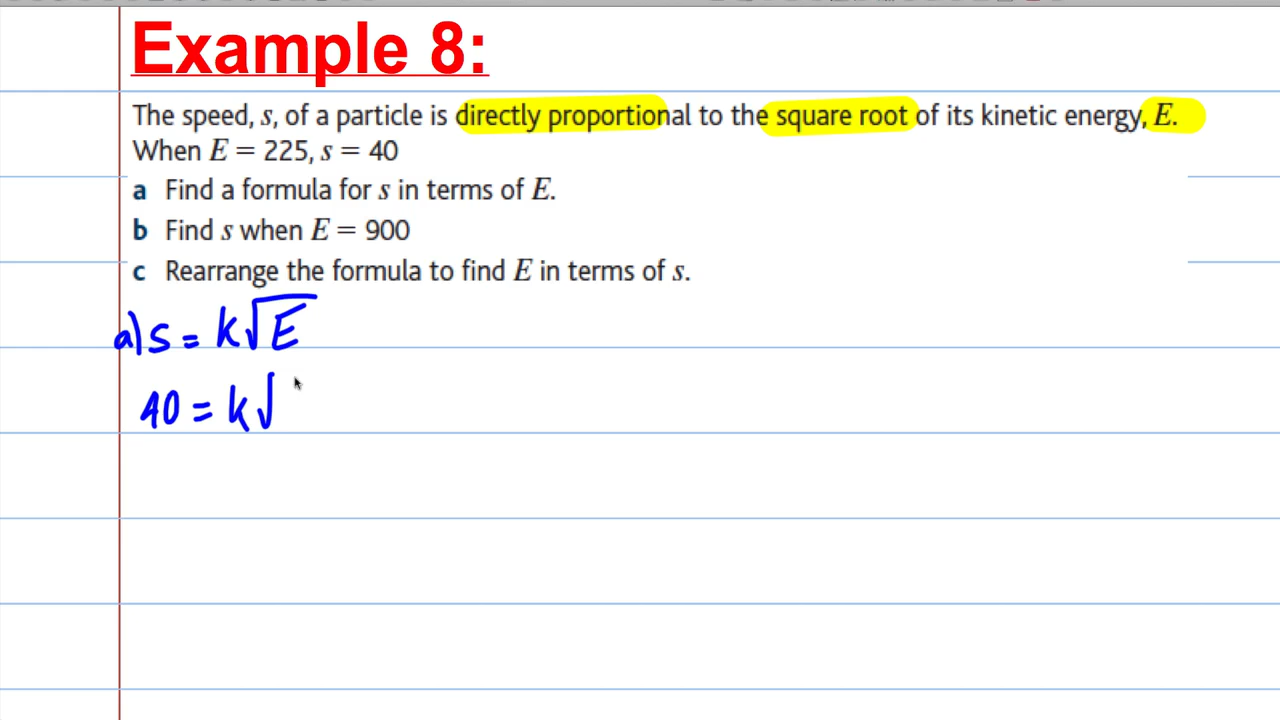 Example 8:
The speed, s, of a particle is directly proportional to the square root of its kinetic energy, E.
When E = 225, s = 40
a Find a formula for s in terms of E.
b Find s when E = 900
c Rearrange the formula to find E in terms of s.
a) s = k√E
40 = k√